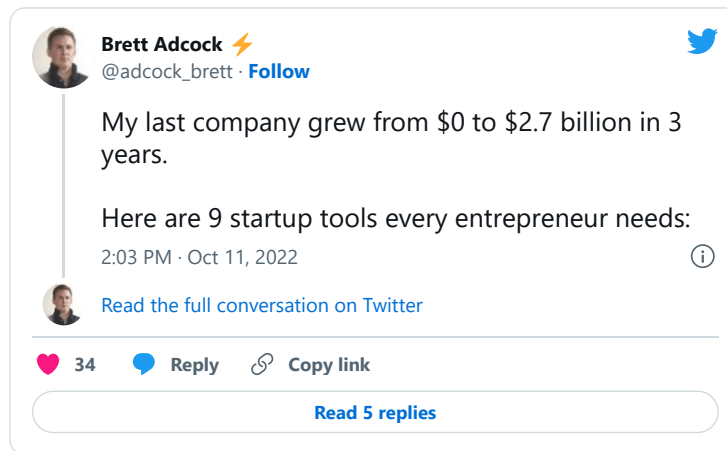 Brett Adcock ⚡
@adcock_brett · Follow
My last company grew from $0 to $2.7 billion in 3
years.
Here are 9 startup tools every entrepreneur needs:
2:03 PM · Oct 11, 2022
Read the full conversation on Twitter
34 Reply Copy link
Read 5 replies